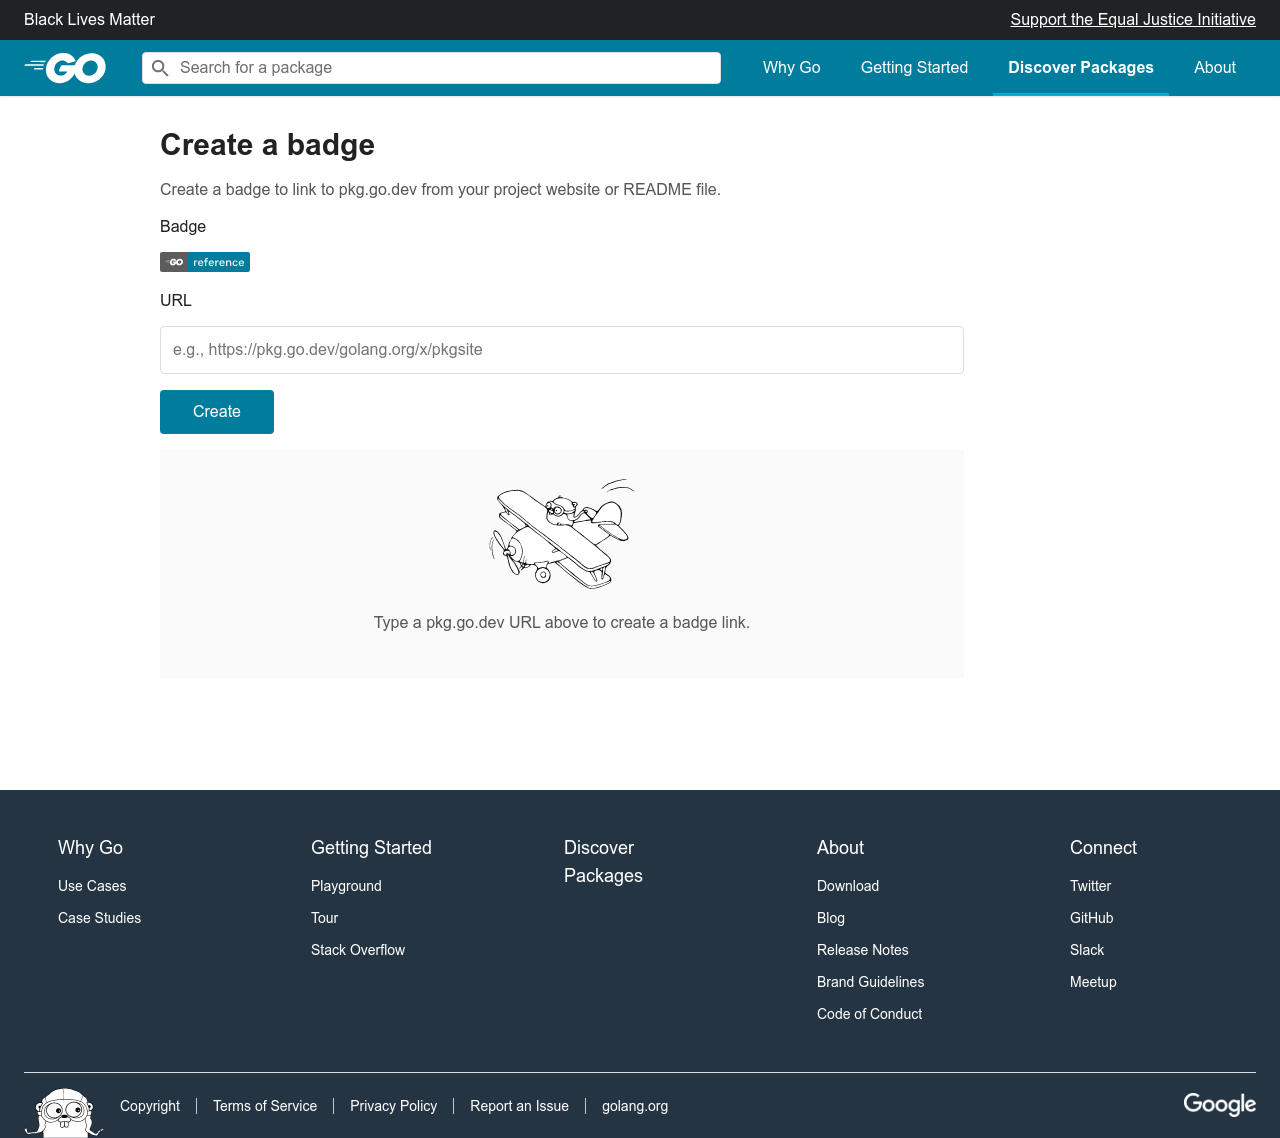 Black Lives Matter
Support the Equal Justice Initiative
GO
Search for a package
Why Go
Getting Started
Discover Packages
About
Create a badge
Create a badge to link to pkg.go.dev from your project website or README file.
Badge
GO reference
URL
e.g., https://pkg.go.dev/golang.org/x/pkgsite
Create
Type a pkg.go.dev URL above to create a badge link.
Why Go
Use Cases
Case Studies
Getting Started
Playground
Tour
Stack Overflow
Discover
Packages
About
Download
Blog
Release Notes
Brand Guidelines
Code of Conduct
Connect
Twitter
GitHub
Slack
Meetup
Copyright
Terms of Service
Privacy Policy
Report an Issue
golang.org
Google